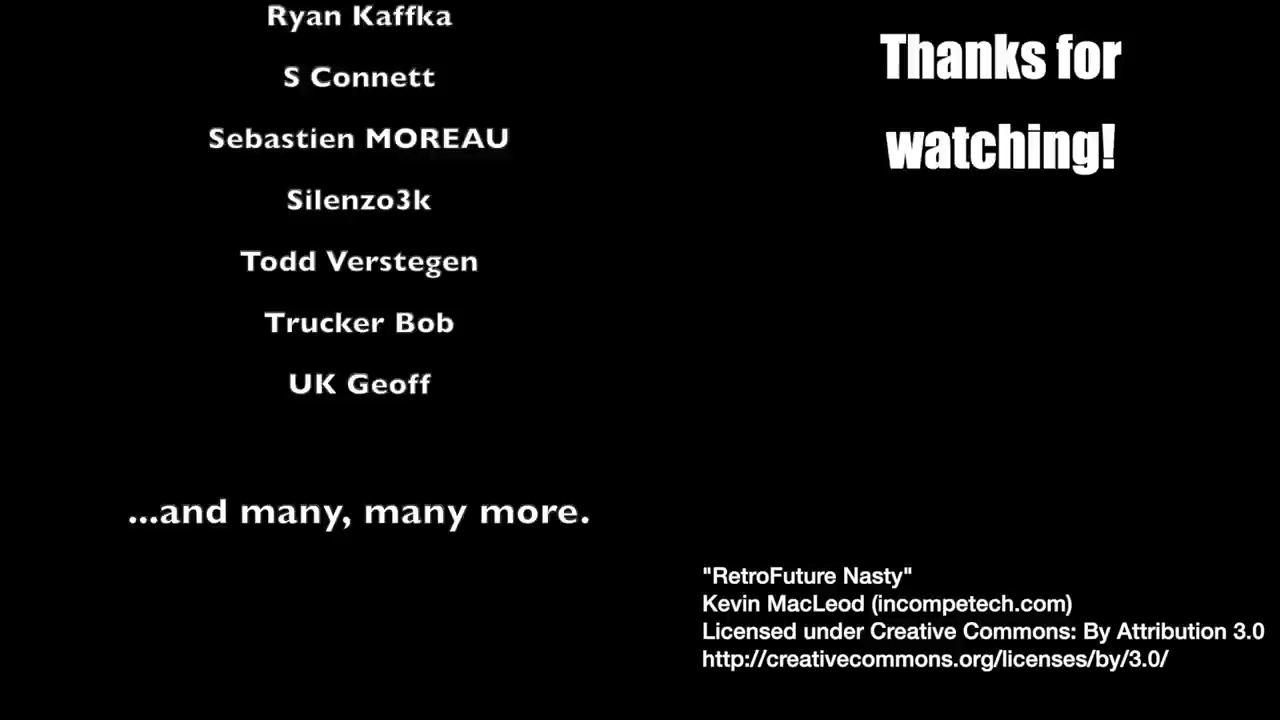 Ryan Kaffka
S Connett
Sebastien MOREAU
Silenzo3k
Todd Verstegen
Trucker Bob
UK Geoff
...and many, many more.
Thanks for
watching!
"RetroFuture Nasty"
Kevin MacLeod (incompetech.com)
Licensed under Creative Commons: By Attribution 3.0
http://creativecommons.org/licenses/by/3.0/